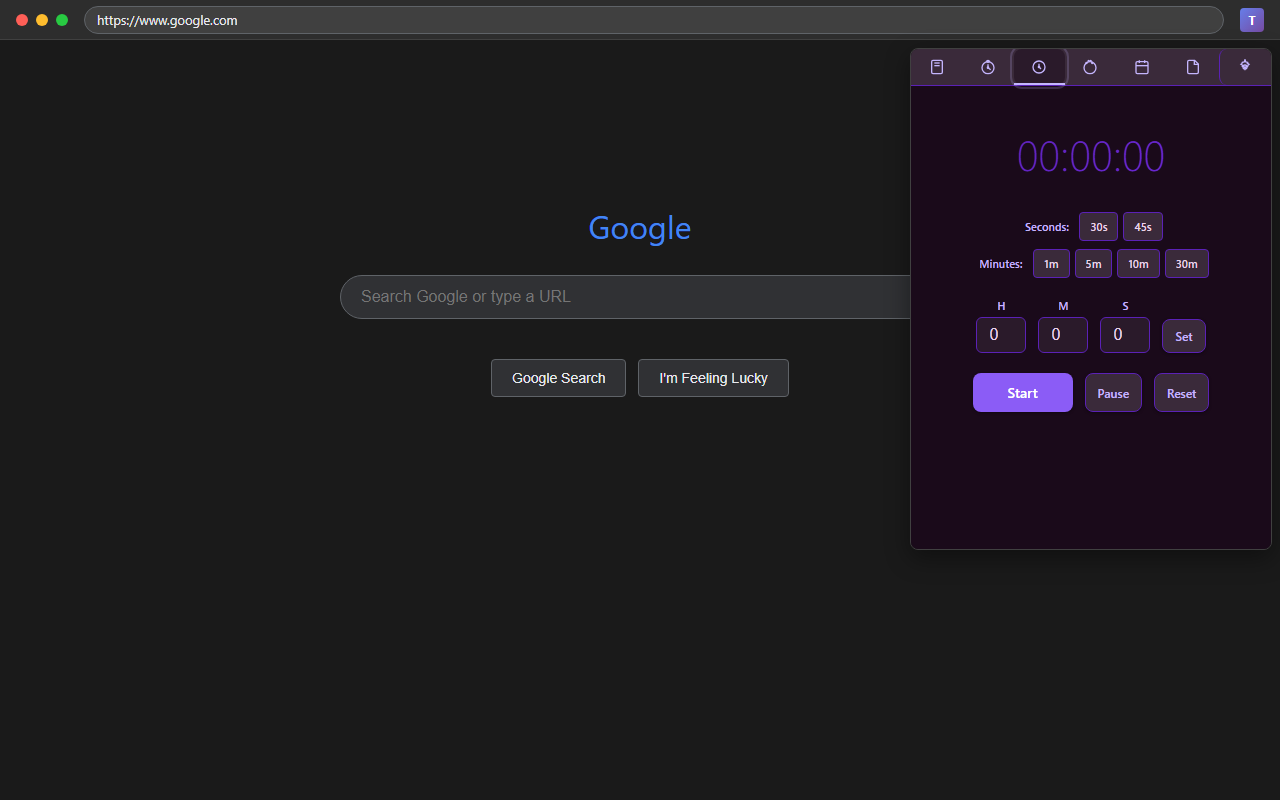 https://www.google.com
T
Google
Search Google or type a URL
Google Search
I'm Feeling Lucky
00:00:00
Seconds: 30s 45s
Minutes: 1m 5m 10m 30m
H M S
0 0 0 Set
Start Pause Reset